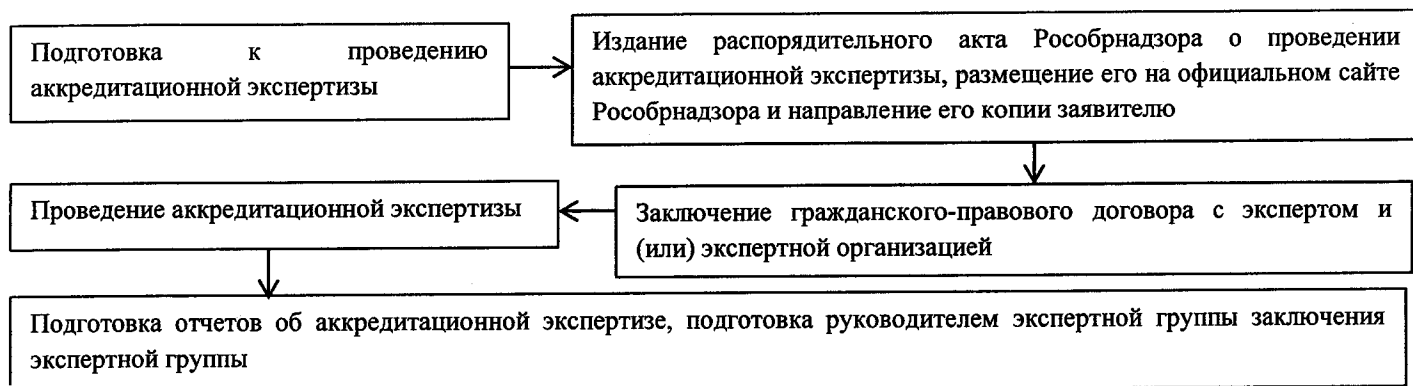 Подготовка к проведению
аккредитационной экспертизы
Издание распорядительного акта Рособрнадзора о проведении
аккредитационной экспертизы, размещение его на официальном сайте
Рособрнадзора и направление его копии заявителю
Проведение аккредитационной экспертизы
Заключение гражданского-правового договора с экспертом и
(или) экспертной организацией
Подготовка отчетов об аккредитационной экспертизе, подготовка руководителем экспертной группы заключения
экспертной группы